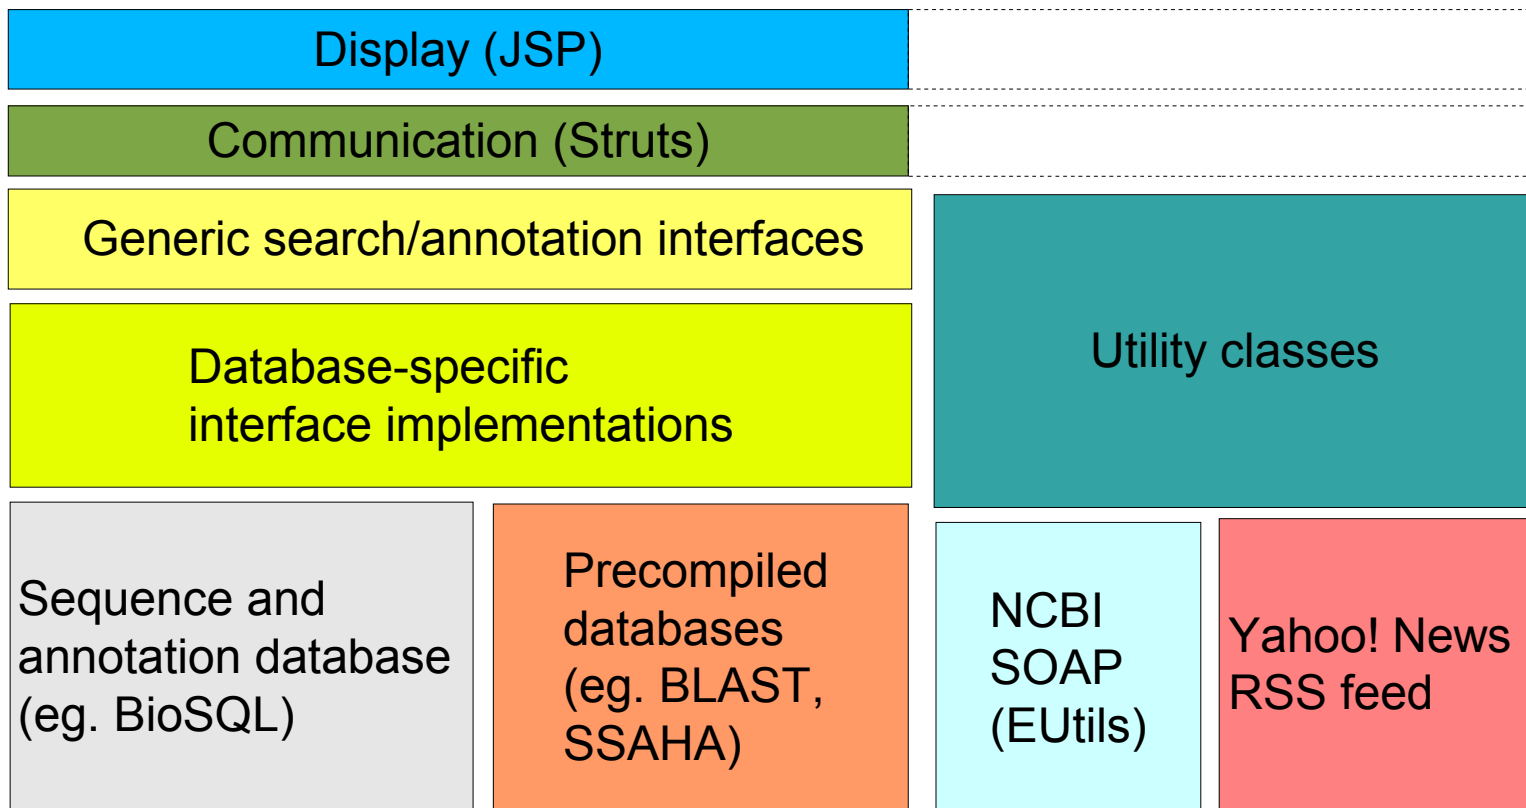 Display (JSP)
Communication (Struts)
Generic search/annotation interfaces
Database-specific
interface implementations
Utility classes
Sequence and
annotation database
(eg. BioSQL)
Precompiled
databases
(eg. BLAST,
SSAHA)
NCBI
SOAP
(EUtils)
Yahoo! News
RSS feed